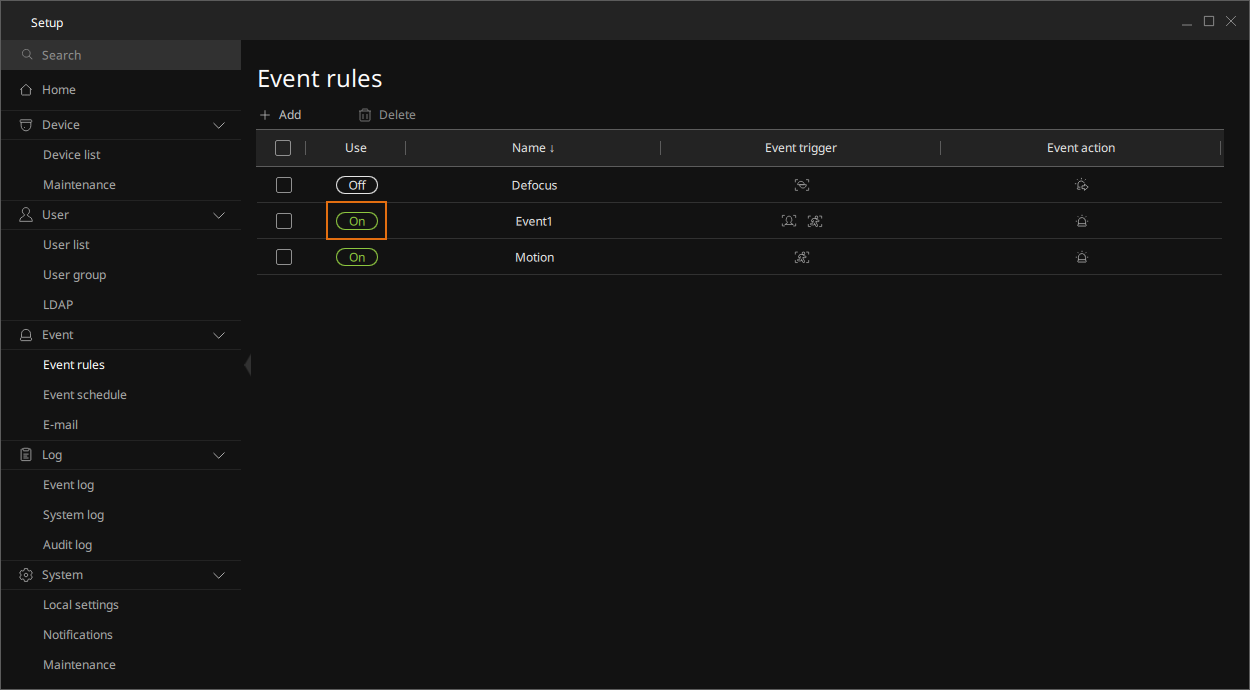 Setup
Search
Home
Device
Device list
Maintenance
User
User list
User group
LDAP
Event
Event rules
Event schedule
E-mail
Log
Event log
System log
Audit log
System
Local settings
Notifications
Maintenance
Event rules
+ Add Delete
Use Name ↓ Event trigger Event action
Off Defocus
On Event1
On Motion